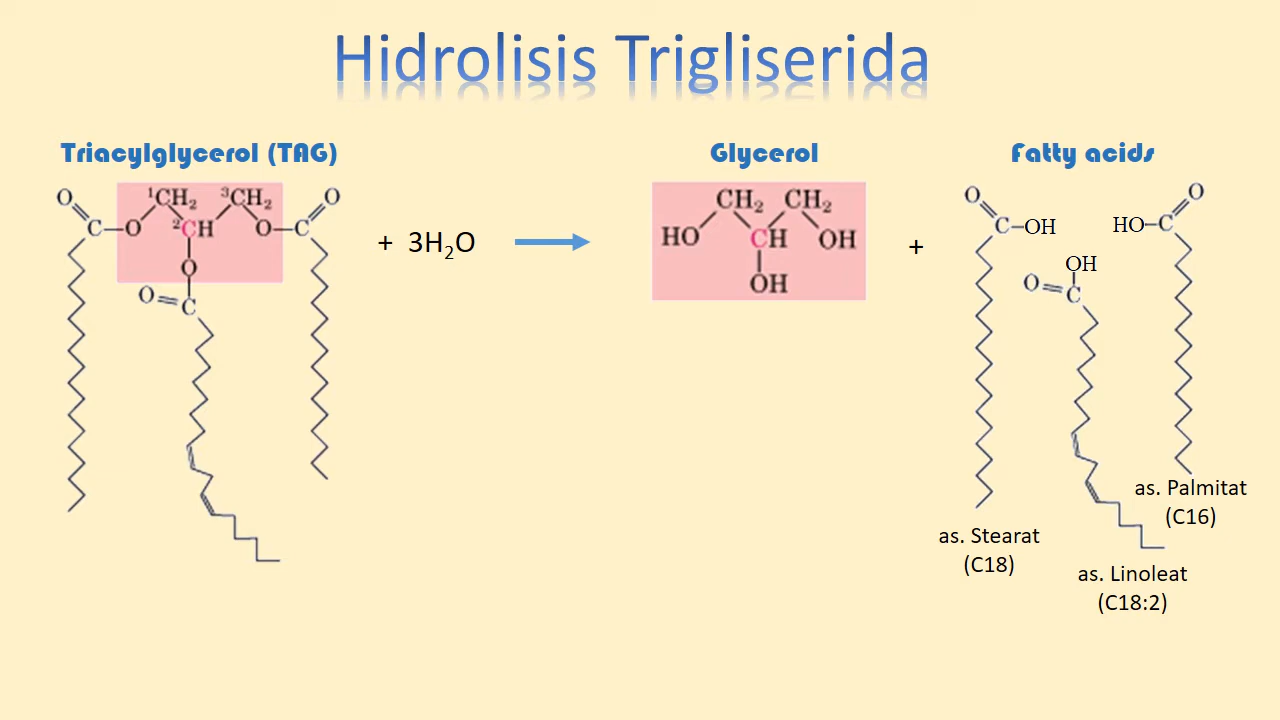 Hidrolisis Trigliserida
Triacylglycerol (TAG)
O ¹CH₂ ³CH₂ O
C–O ²CH O–C
O
O=C
+ 3H₂O
Glycerol
CH₂ CH₂
HO CH OH
OH
+
Fatty acids
O O
C–OH HO–C
OH
O=C
as. Stearat
(C18)
as. Linoleat
(C18:2)
as. Palmitat
(C16)